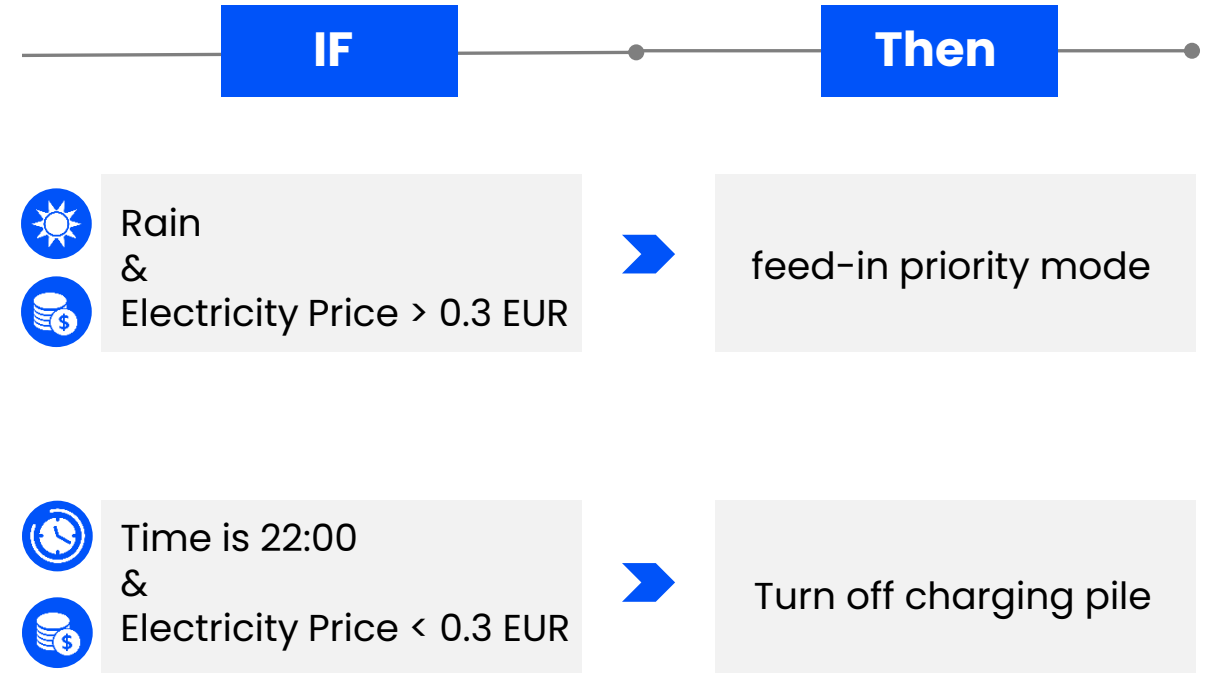 IF
Then
Rain
&
Electricity Price > 0.3 EUR
feed-in priority mode
Time is 22:00
&
Electricity Price < 0.3 EUR
Turn off charging pile
$
$